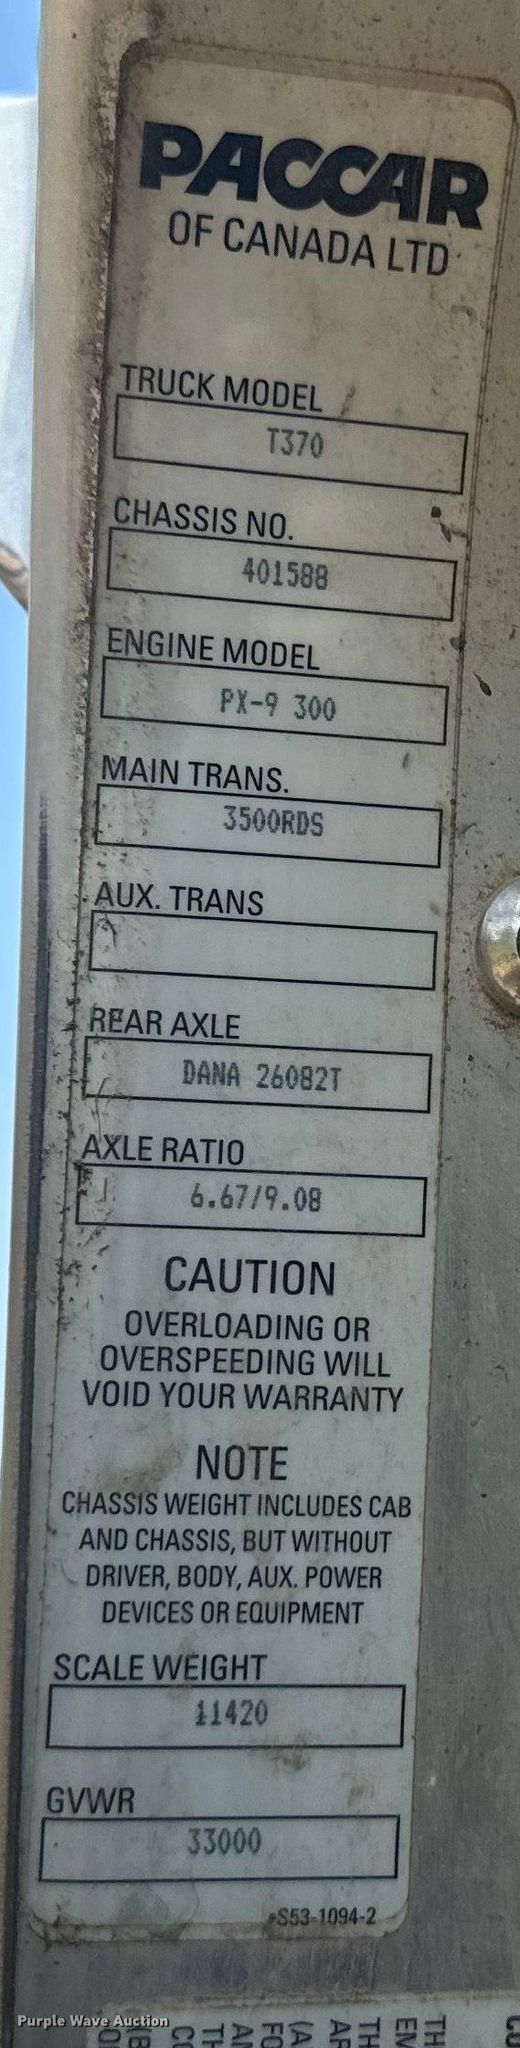 PACCAR
OF CANADA LTD
TRUCK MODEL
T370
CHASSIS NO.
401588
ENGINE MODEL
PX-9 300
MAIN TRANS.
3500RDS
AUX. TRANS
REAR AXLE
DANA 26082T
AXLE RATIO
6.67/9.08
CAUTION
OVERLOADING OR
OVERSPEEDING WILL
VOID YOUR WARRANTY
NOTE
CHASSIS WEIGHT INCLUDES CAB
AND CHASSIS, BUT WITHOUT
DRIVER, BODY, AUX. POWER
DEVICES OR EQUIPMENT
SCALE WEIGHT
11420
GVWR
33000
S53-1094-2
Purple Wave Auction